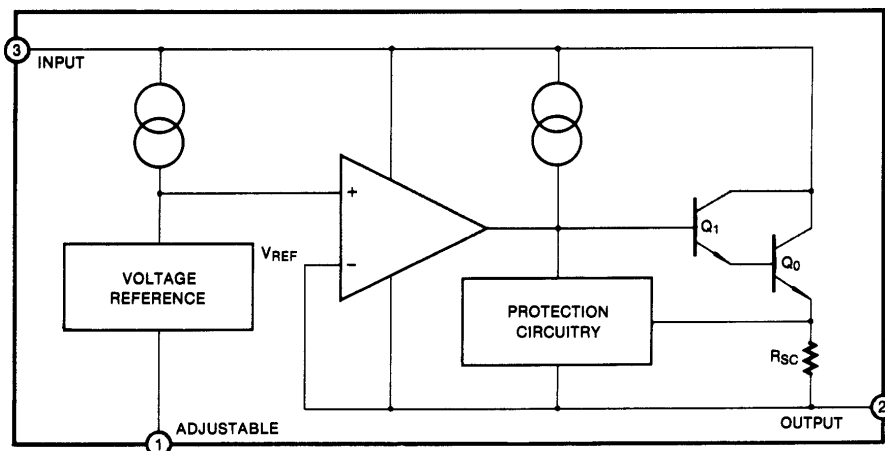 3
INPUT
+
Q1
VREF
−
Q0
VOLTAGE
REFERENCE
PROTECTION
CIRCUITRY
RSC
2
OUTPUT
ADJUSTABLE
1